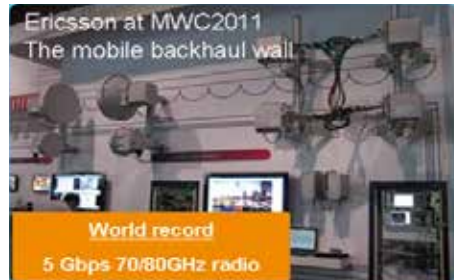 Ericsson at MWC2011
The mobile backhaul wall
World record
5 Gbps 70/80GHz radio